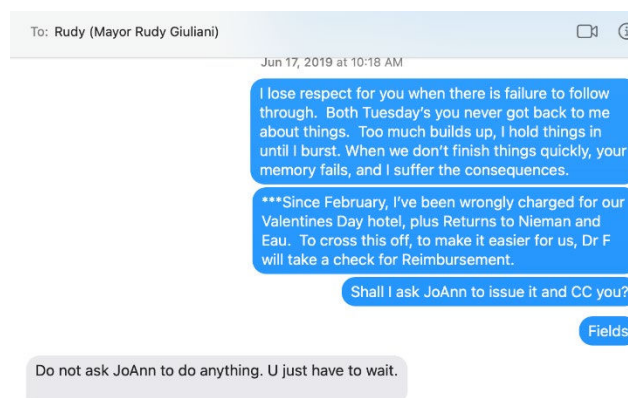 To: Rudy (Mayor Rudy Giuliani)
Jun 17, 2019 at 10:18 AM
I lose respect for you when there is failure to follow
through. Both Tuesday's you never got back to me
about things. Too much builds up, I hold things in
until I burst. When we don't finish things quickly, your
memory fails, and I suffer the consequences.
***Since February, I've been wrongly charged for our
Valentines Day hotel, plus Returns to Nieman and
Eau. To cross this off, to make it easier for us, Dr F
will take a check for Reimbursement.
Shall I ask JoAnn to issue it and CC you?
Fields
Do not ask JoAnn to do anything. U just have to wait.